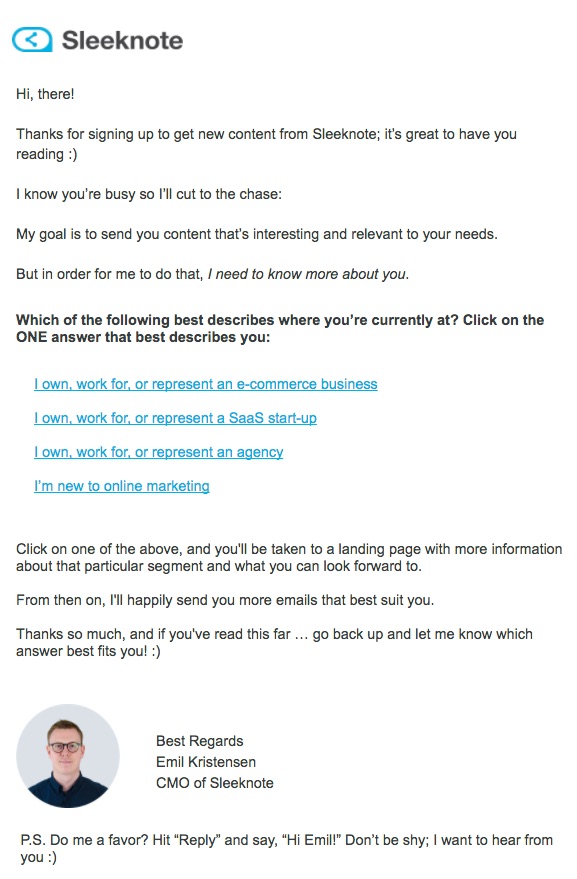 Sleeknote
Hi, there!
Thanks for signing up to get new content from Sleeknote; it's great to have you
reading :)
I know you're busy so I'll cut to the chase:
My goal is to send you content that's interesting and relevant to your needs.
But in order for me to do that, I need to know more about you.
Which of the following best describes where you're currently at? Click on the
ONE answer that best describes you:
I own, work for, or represent an e-commerce business
I own, work for, or represent a SaaS start-up
I own, work for, or represent an agency
I'm new to online marketing
Click on one of the above, and you'll be taken to a landing page with more information
about that particular segment and what you can look forward to.
From then on, I'll happily send you more emails that best suit you.
Thanks so much, and if you've read this far … go back up and let me know which
answer best fits you! :)
Best Regards
Emil Kristensen
CMO of Sleeknote
P.S. Do me a favor? Hit “Reply” and say, “Hi Emil!” Don't be shy; I want to hear from
you :)